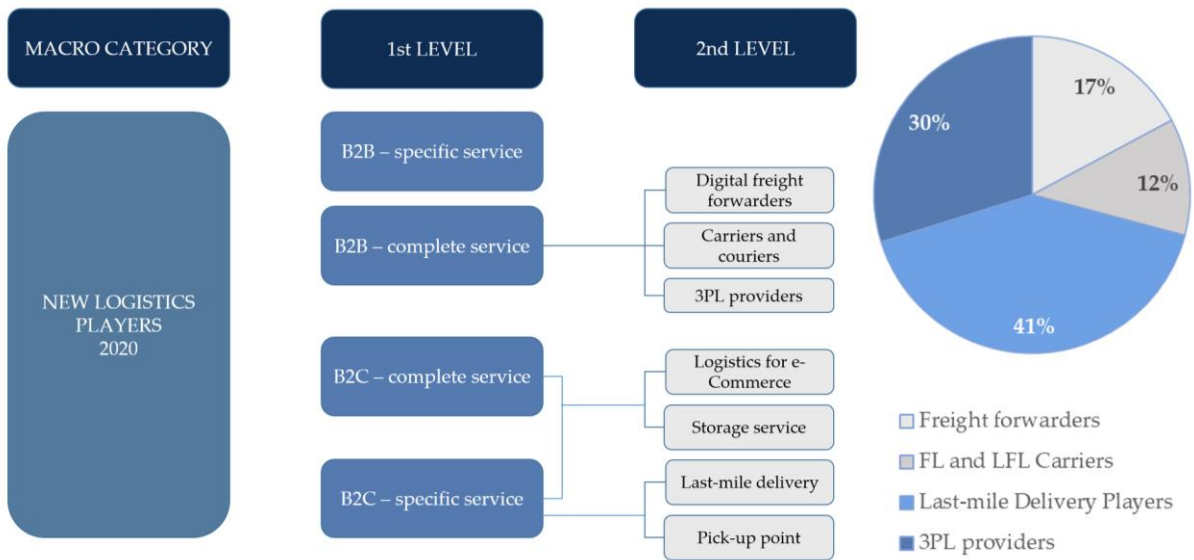 MACRO CATEGORY
1st LEVEL
2nd LEVEL
NEW LOGISTICS
PLAYERS
2020
B2B – specific service
B2B – complete service
Digital freight
forwarders
Carriers and
couriers
3PL providers
B2C – complete service
Logistics for e-
Commerce
Storage service
B2C – specific service
Last-mile delivery
Pick-up point
17%
30%
12%
41%
Freight forwarders
FL and LFL Carriers
Last-mile Delivery Players
3PL providers